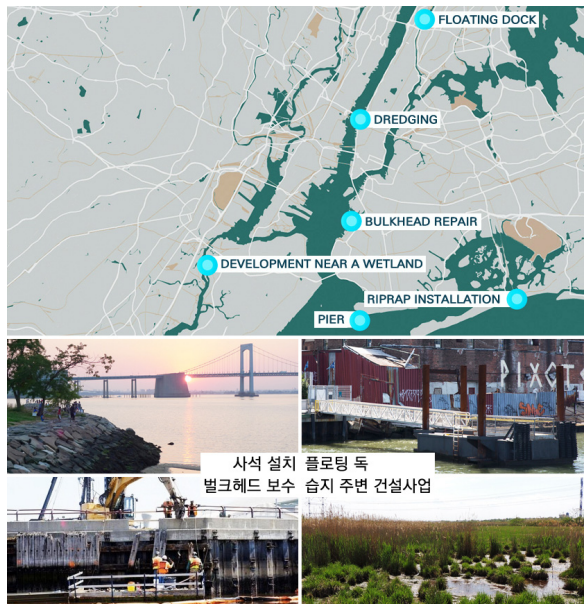 FLOATING DOCK
DREDGING
BULKHEAD REPAIR
DEVELOPMENT NEAR A WETLAND
RIPRAP INSTALLATION
PIER
PIXOTE
사석 설치 플로팅 독
벌크헤드 보수 습지 주변 건설사업